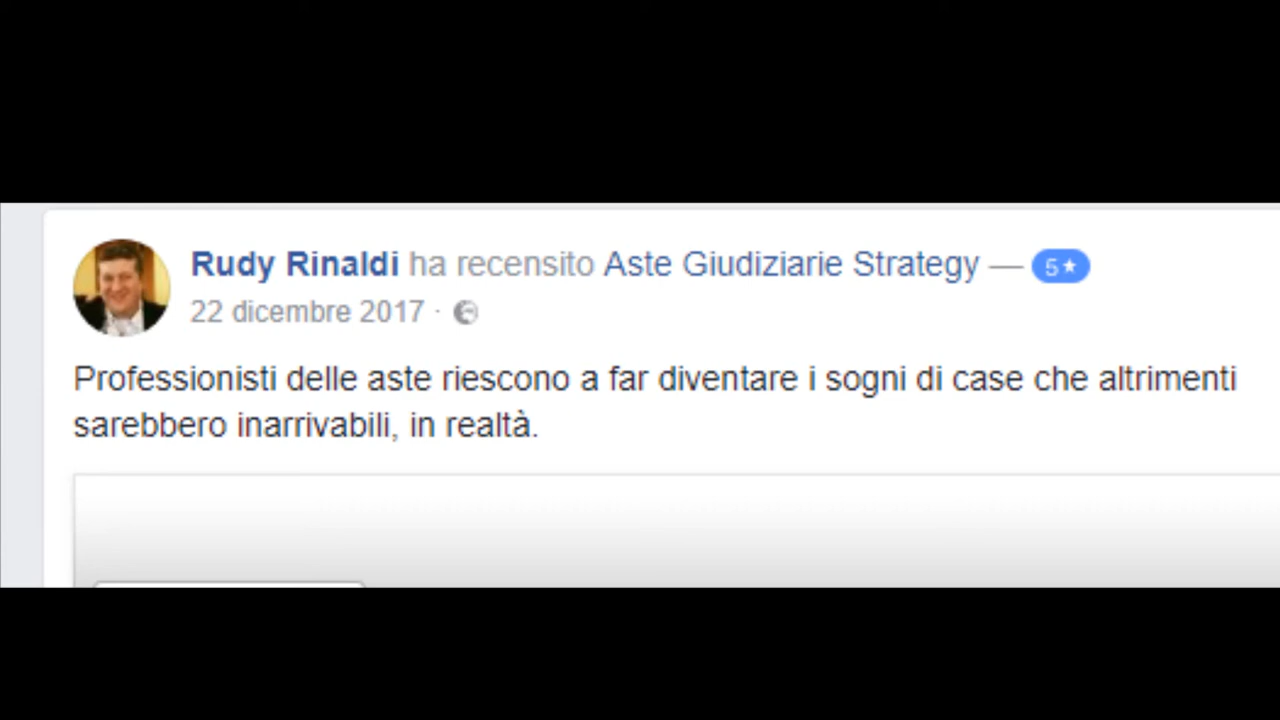 Rudy Rinaldi ha recensito Aste Giudiziarie Strategy — 5★
22 dicembre 2017 ·
Professionisti delle aste riescono a far diventare i sogni di case che altrimenti
sarebbero inarrivabili, in realtà.